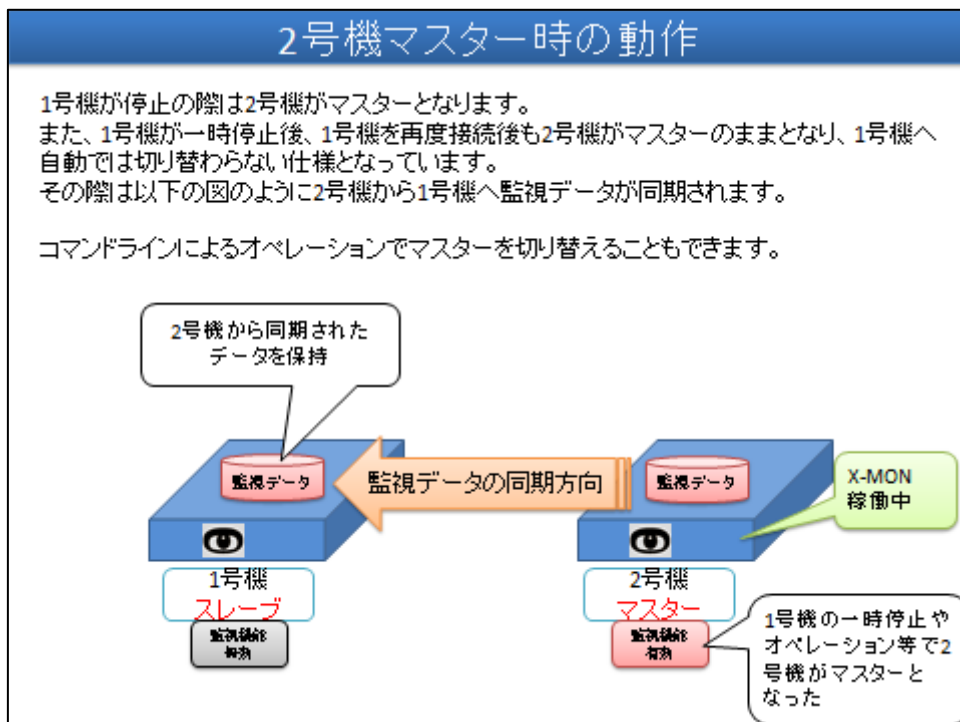 2号機マスター時の動作
1号機が停止の際は2号機がマスターとなります。
また、1号機が一時停止後、1号機を再度接続後も2号機がマスターのままとなり、1号機へ
自動では切り替わらない仕様となっています。
その際は以下の図のように2号機から1号機へ監視データが同期されます。
コマンドラインによるオペレーションでマスターを切り替えることもできます。
2号機から同期された
データを保持
監視データ
監視データの同期方向
監視データ
X-MON
稼働中
1号機
スレーブ
監視機能
無効
2号機
マスター
監視機能
有効
1号機の一時停止や
オペレーション等で2
号機がマスターと
なった